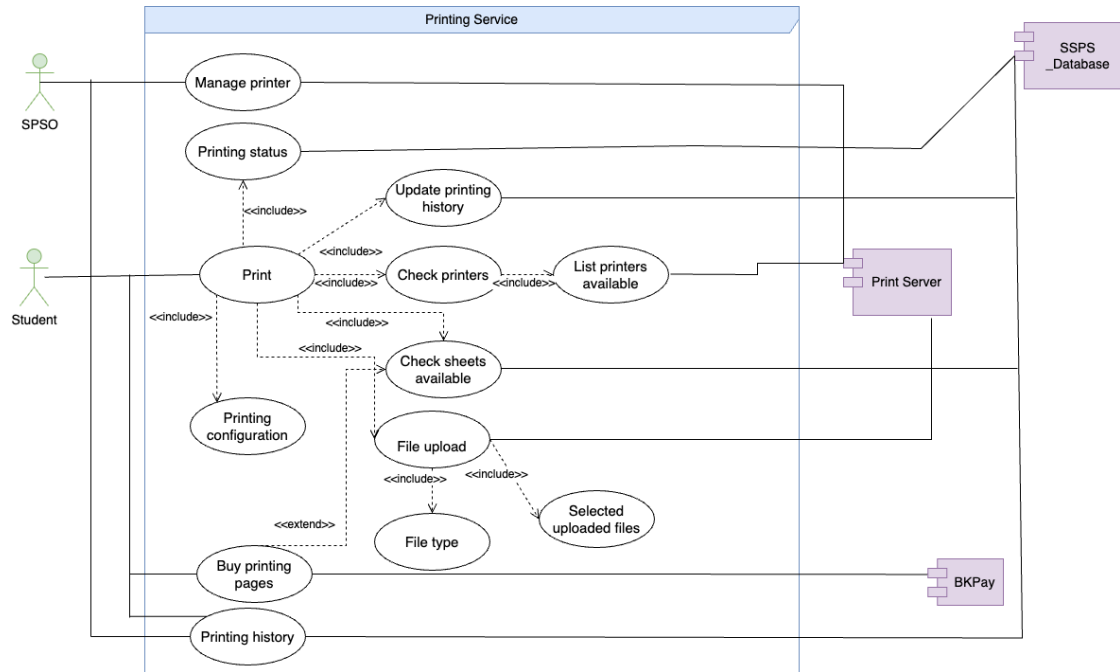 Printing Service
SSPS
_Database
Manage printer
SPSO
Printing status
Update printing
history
<<include>>
<<include>>
Print
Check printers
List printers
available
<<include>>
<<include>>
Print Server
Student
<<include>>
<<include>>
<<include>>
Check sheets
available
Printing
configuration
File upload
<<include>>
<<include>>
Selected
uploaded files
<<extend>>
File type
Buy printing
pages
BKPay
Printing history